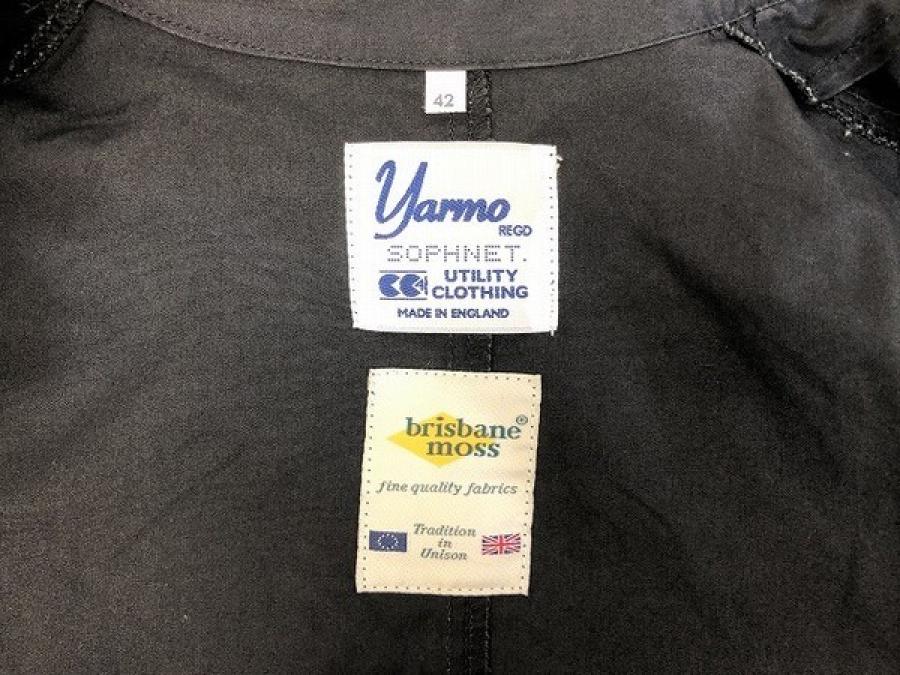 42
Yarmo
REGD
SOPHNET.
UTILITY
CLOTHING
MADE IN ENGLAND
brisbane®
moss
fine quality fabrics
Tradition
in
Unison